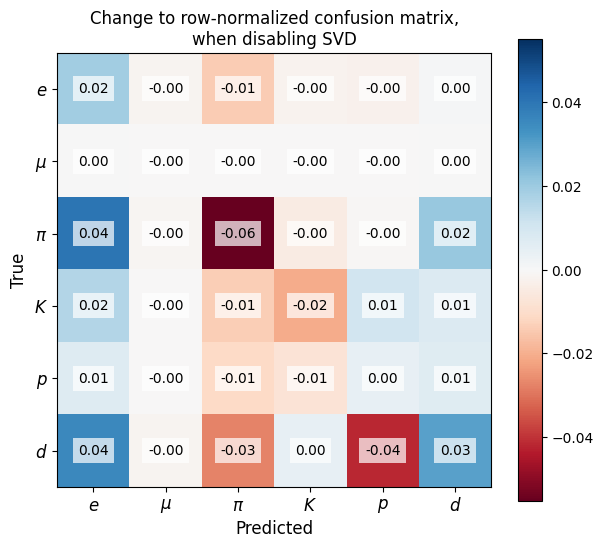 Change to row-normalized confusion matrix,
when disabling SVD
True
e 0.02 -0.00 -0.01 -0.00 -0.00 0.00
μ 0.00 -0.00 -0.00 -0.00 -0.00 0.00
π 0.04 -0.00 -0.06 -0.00 -0.00 0.02
K 0.02 -0.00 -0.01 -0.02 0.01 0.01
p 0.01 -0.00 -0.01 -0.01 0.00 0.01
d 0.04 -0.00 -0.03 0.00 -0.04 0.03
e μ π K p d
Predicted
0.04
0.02
0.00
−0.02
−0.04